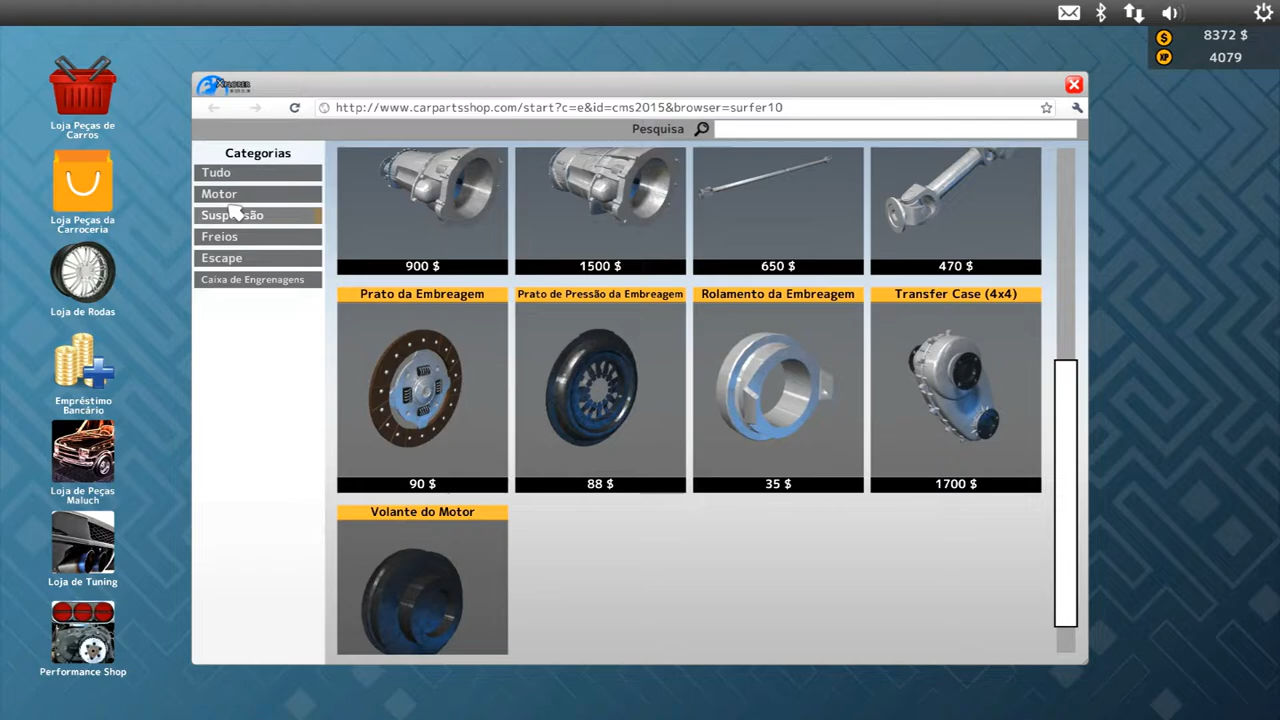 8372 $
4079
Loja Peças de
Carros
Loja Peças da
Carroceria
Loja de Rodas
Empréstimo
Bancário
Loja de Peças
Maluch
Loja de Tuning
Performance Shop
http://www.carpartsshop.com/start?c=e&id=cms2015&browser=surfer10
Pesquisa
Categorias
Tudo
Motor
Suspensão
Freios
Escape
Caixa de Engrenagens
900 $
1500 $
650 $
470 $
Prato da Embreagem
Prato de Pressão da Embreagem
Rolamento da Embreagem
Transfer Case (4x4)
90 $
88 $
35 $
1700 $
Volante do Motor